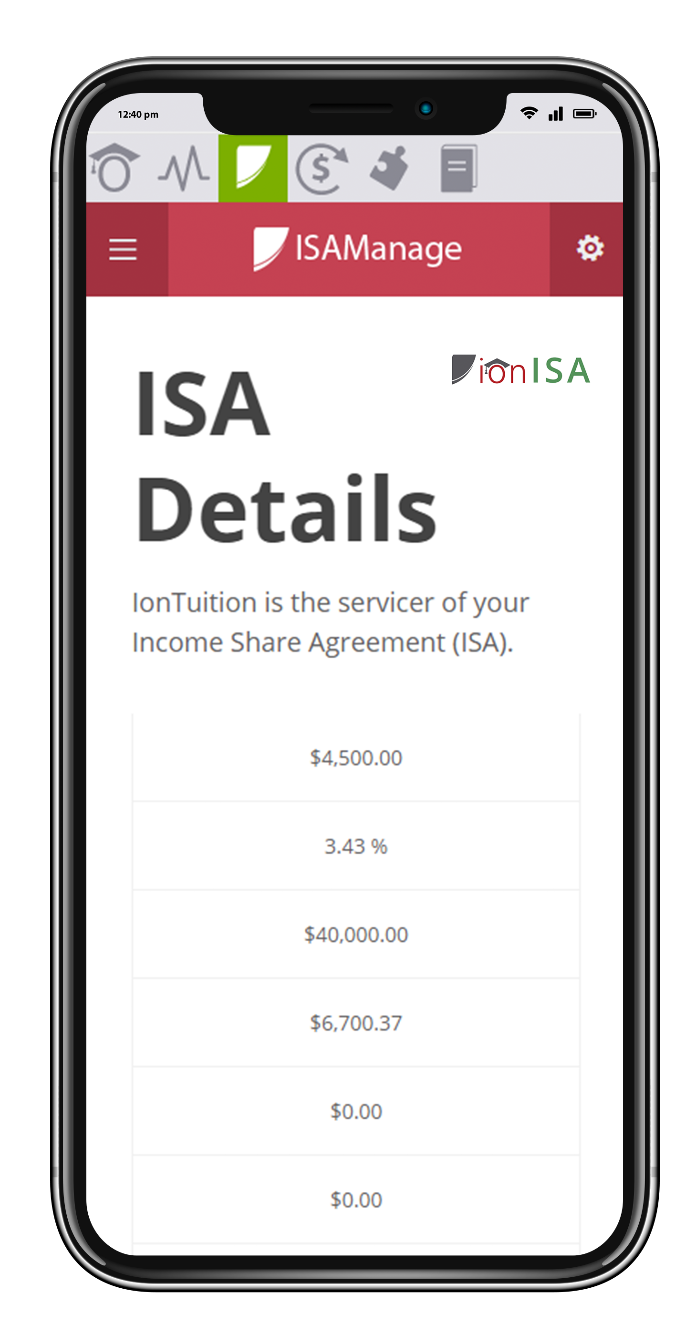 12:40 pm
ISAManage
ionISA
ISA
Details
IonTuition is the servicer of your
Income Share Agreement (ISA).
$4,500.00
3.43 %
$40,000.00
$6,700.37
$0.00
$0.00